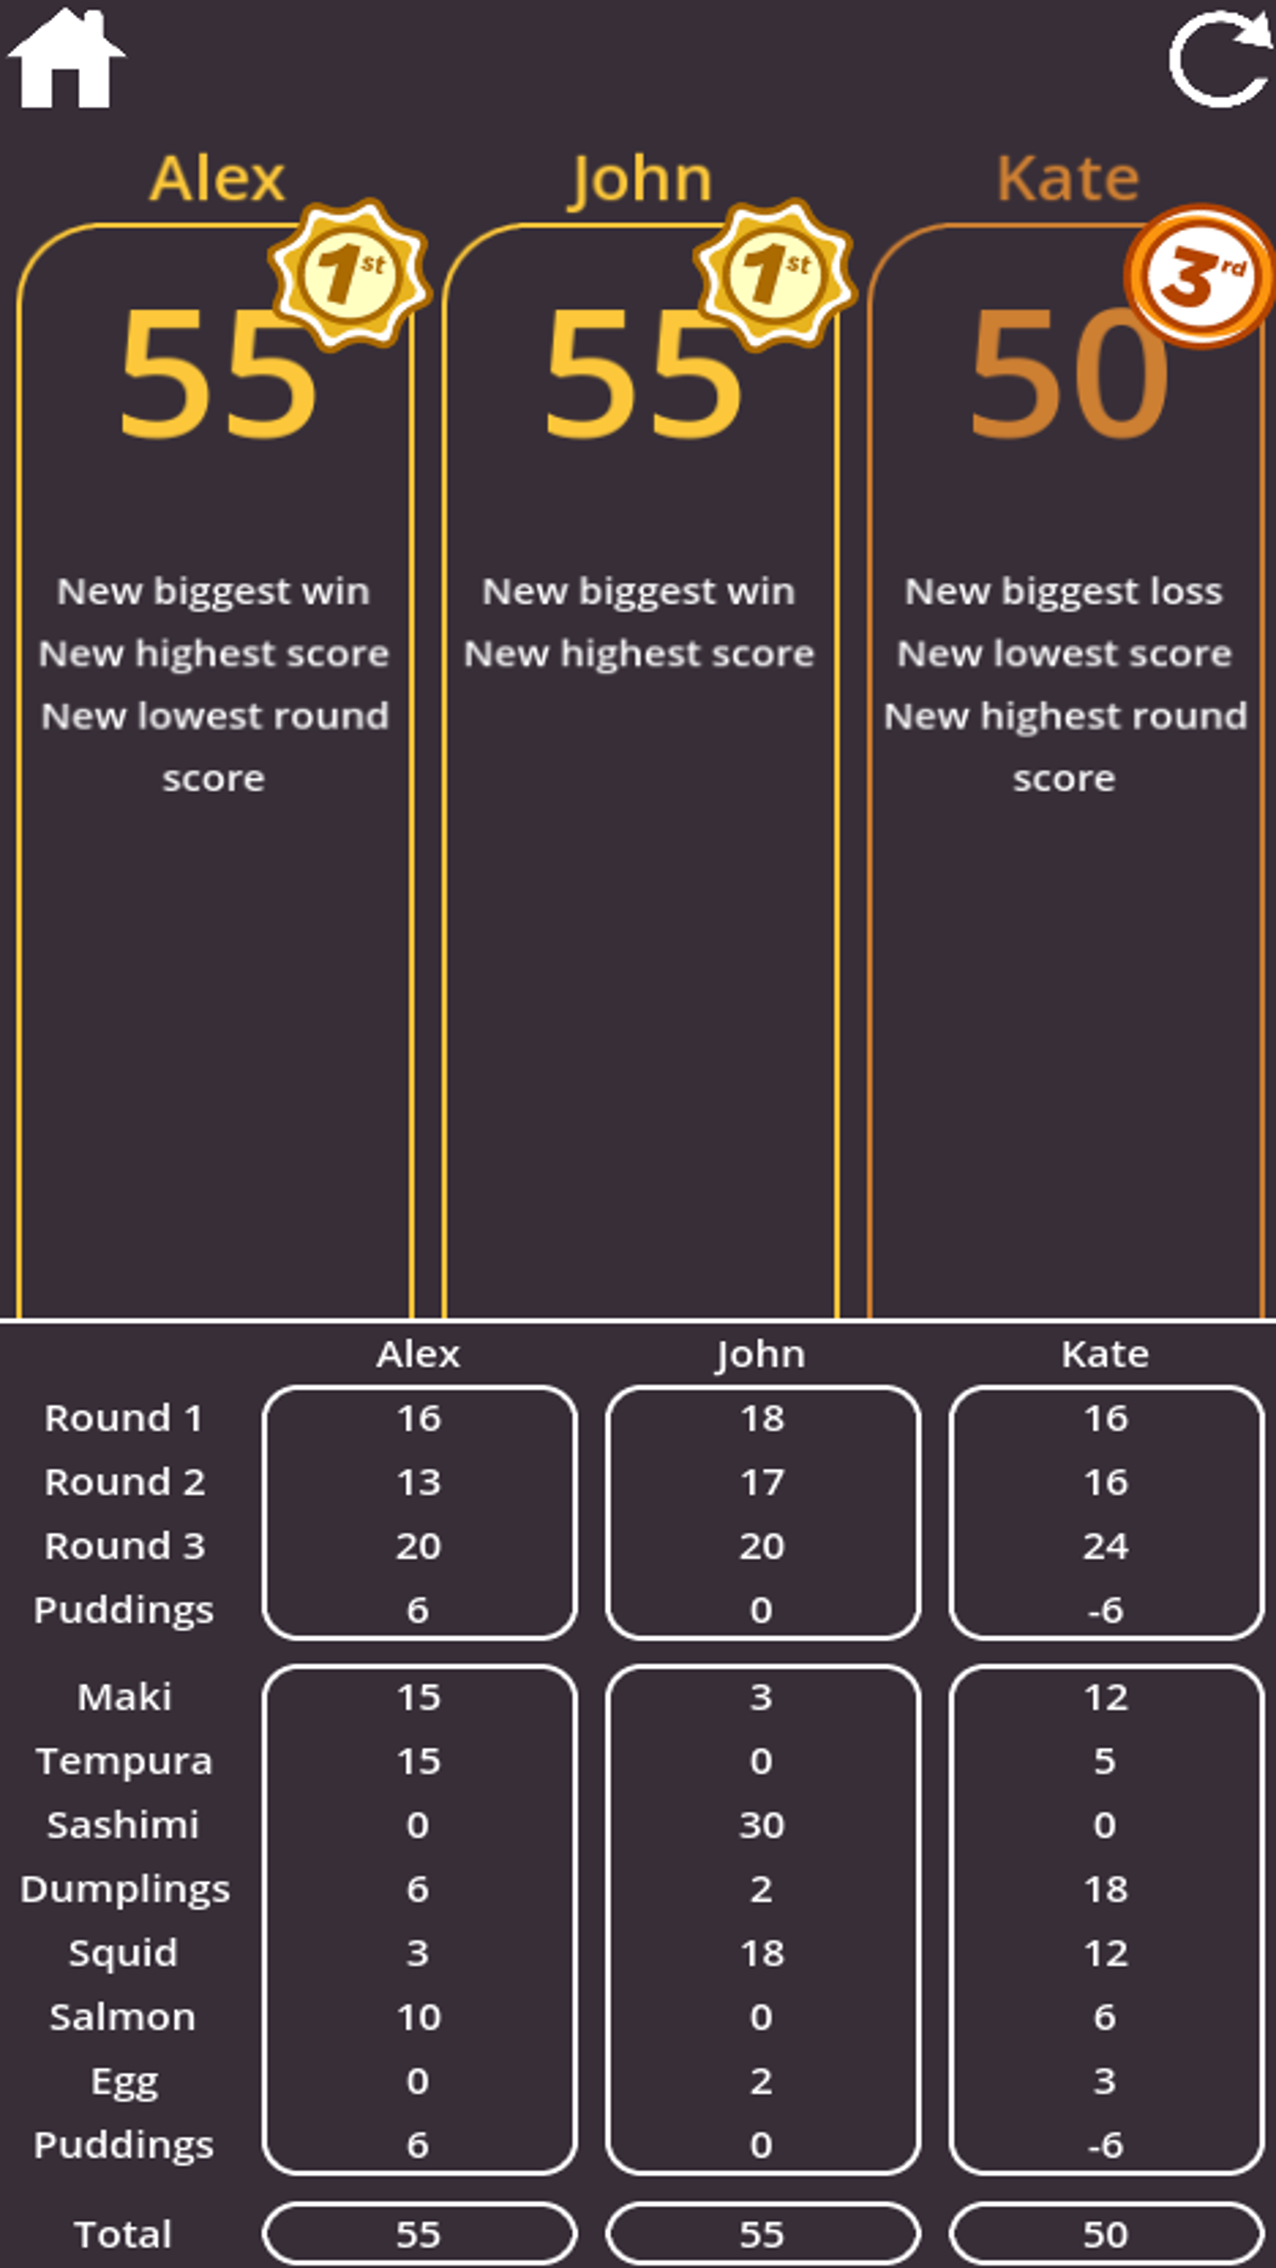 Alex John Kate
1st 1st 3rd
55 55 50
New biggest win New biggest win New biggest loss
New highest score New highest score New lowest score
New lowest round New highest round
score score
Alex John Kate
Round 1 16 18 16
Round 2 13 17 16
Round 3 20 20 24
Puddings 6 0 -6
Maki 15 3 12
Tempura 15 0 5
Sashimi 0 30 0
Dumplings 6 2 18
Squid 3 18 12
Salmon 10 0 6
Egg 0 2 3
Puddings 6 0 -6
Total 55 55 50